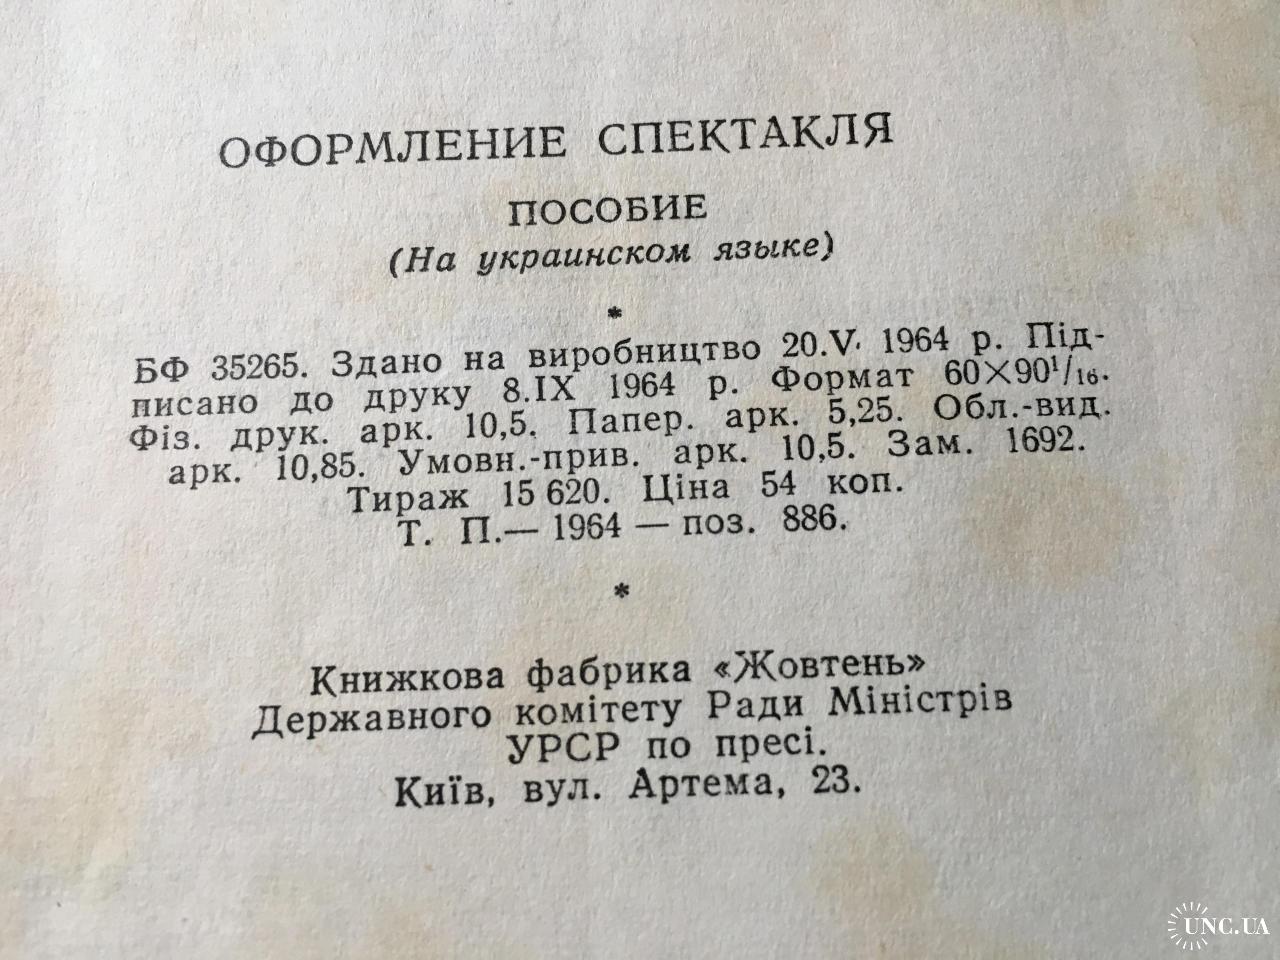 ОФОРМЛЕНИЕ СПЕКТАКЛЯ
ПОСОБИЕ
(На украинском языке)
*
БФ 35265. Здано на виробництво 20.V. 1964 р. Під-
писано до друку 8.IX 1964 р. Формат 60×90¹/₁₆.
Фіз. друк. арк. 10,5. Папер. арк. 5,25. Обл.-вид.
арк. 10,85. Умовн.-прив. арк. 10,5. Зам. 1692.
Тираж 15 620. Ціна 54 коп.
Т. П.— 1964 — поз. 886.
*
Книжкова фабрика «Жовтень»
Державного комітету Ради Міністрів
УРСР по пресі.
Київ, вул. Артема, 23.
UNC.UA